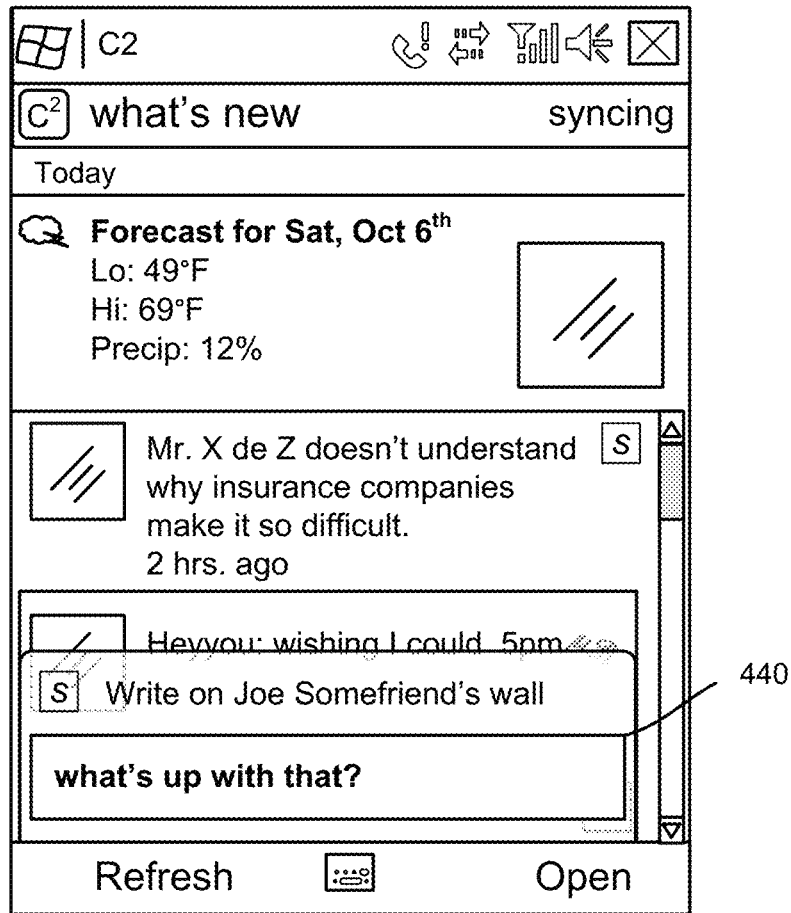 C2
C² what's new syncing
Today
Forecast for Sat, Oct 6th
Lo: 49°F
Hi: 69°F
Precip: 12%
Mr. X de Z doesn't understand S
why insurance companies
make it so difficult.
2 hrs. ago
Heyyou: wishing I could 5pm
S Write on Joe Somefriend's wall
440
what's up with that?
Refresh Open